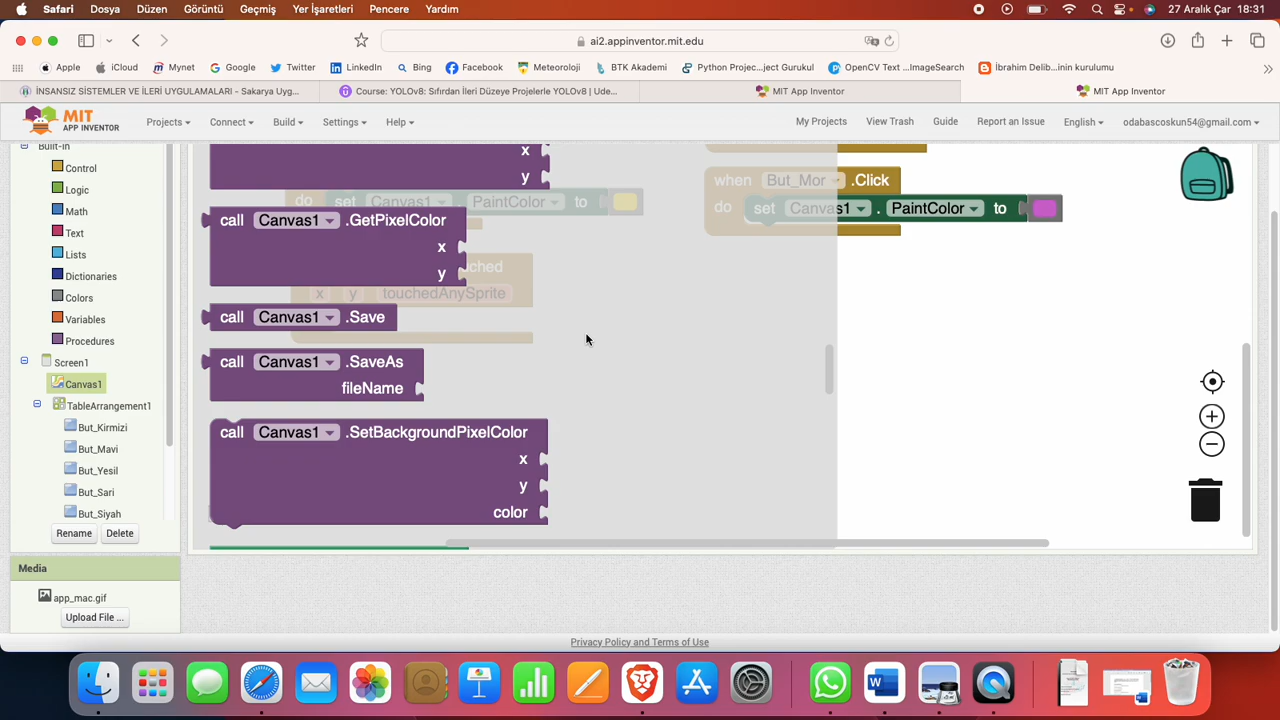 Safari Dosya Düzen Görüntü Geçmiş Yer İşaretleri Pencere Yardım 27 Aralık Çar 18:31
ai2.appinventor.mit.edu
Apple iCloud Mynet Google Twitter LinkedIn Bing Facebook Meteoroloji BTK Akademi Python Projec...ject Gurukul OpenCV Text ...ImageSearch İbrahim Delib...inin kurulumu
İNSANSIZ SİSTEMLER VE İLERİ UYGULAMALARI - Sakarya Uyg... Course: YOLOv8: Sıfırdan İleri Düzeye Projelerle YOLOv8 | Ude... MIT App Inventor MIT App Inventor
MIT
APP INVENTOR
Projects Connect Build Settings Help My Projects View Trash Guide Report an Issue English odabascoskun54@gmail.com
Built-in
Control
Logic
Math
Text
Lists
Dictionaries
Colors
Variables
Procedures
Screen1
Canvas1
TableArrangement1
But_Kirmizi
But_Mavi
But_Yesil
But_Sari
But_Siyah
Rename Delete
Media
app_mac.gif
Upload File ...
x
y
do set Canvas1 . PaintColor to
call Canvas1 .GetPixelColor
x
y
ched
x y touchedAnySprite
call Canvas1 .Save
call Canvas1 .SaveAs
fileName
call Canvas1 .SetBackgroundPixelColor
x
y
color
when But_Mor .Click
do set Canvas1 . PaintColor to
Privacy Policy and Terms of Use